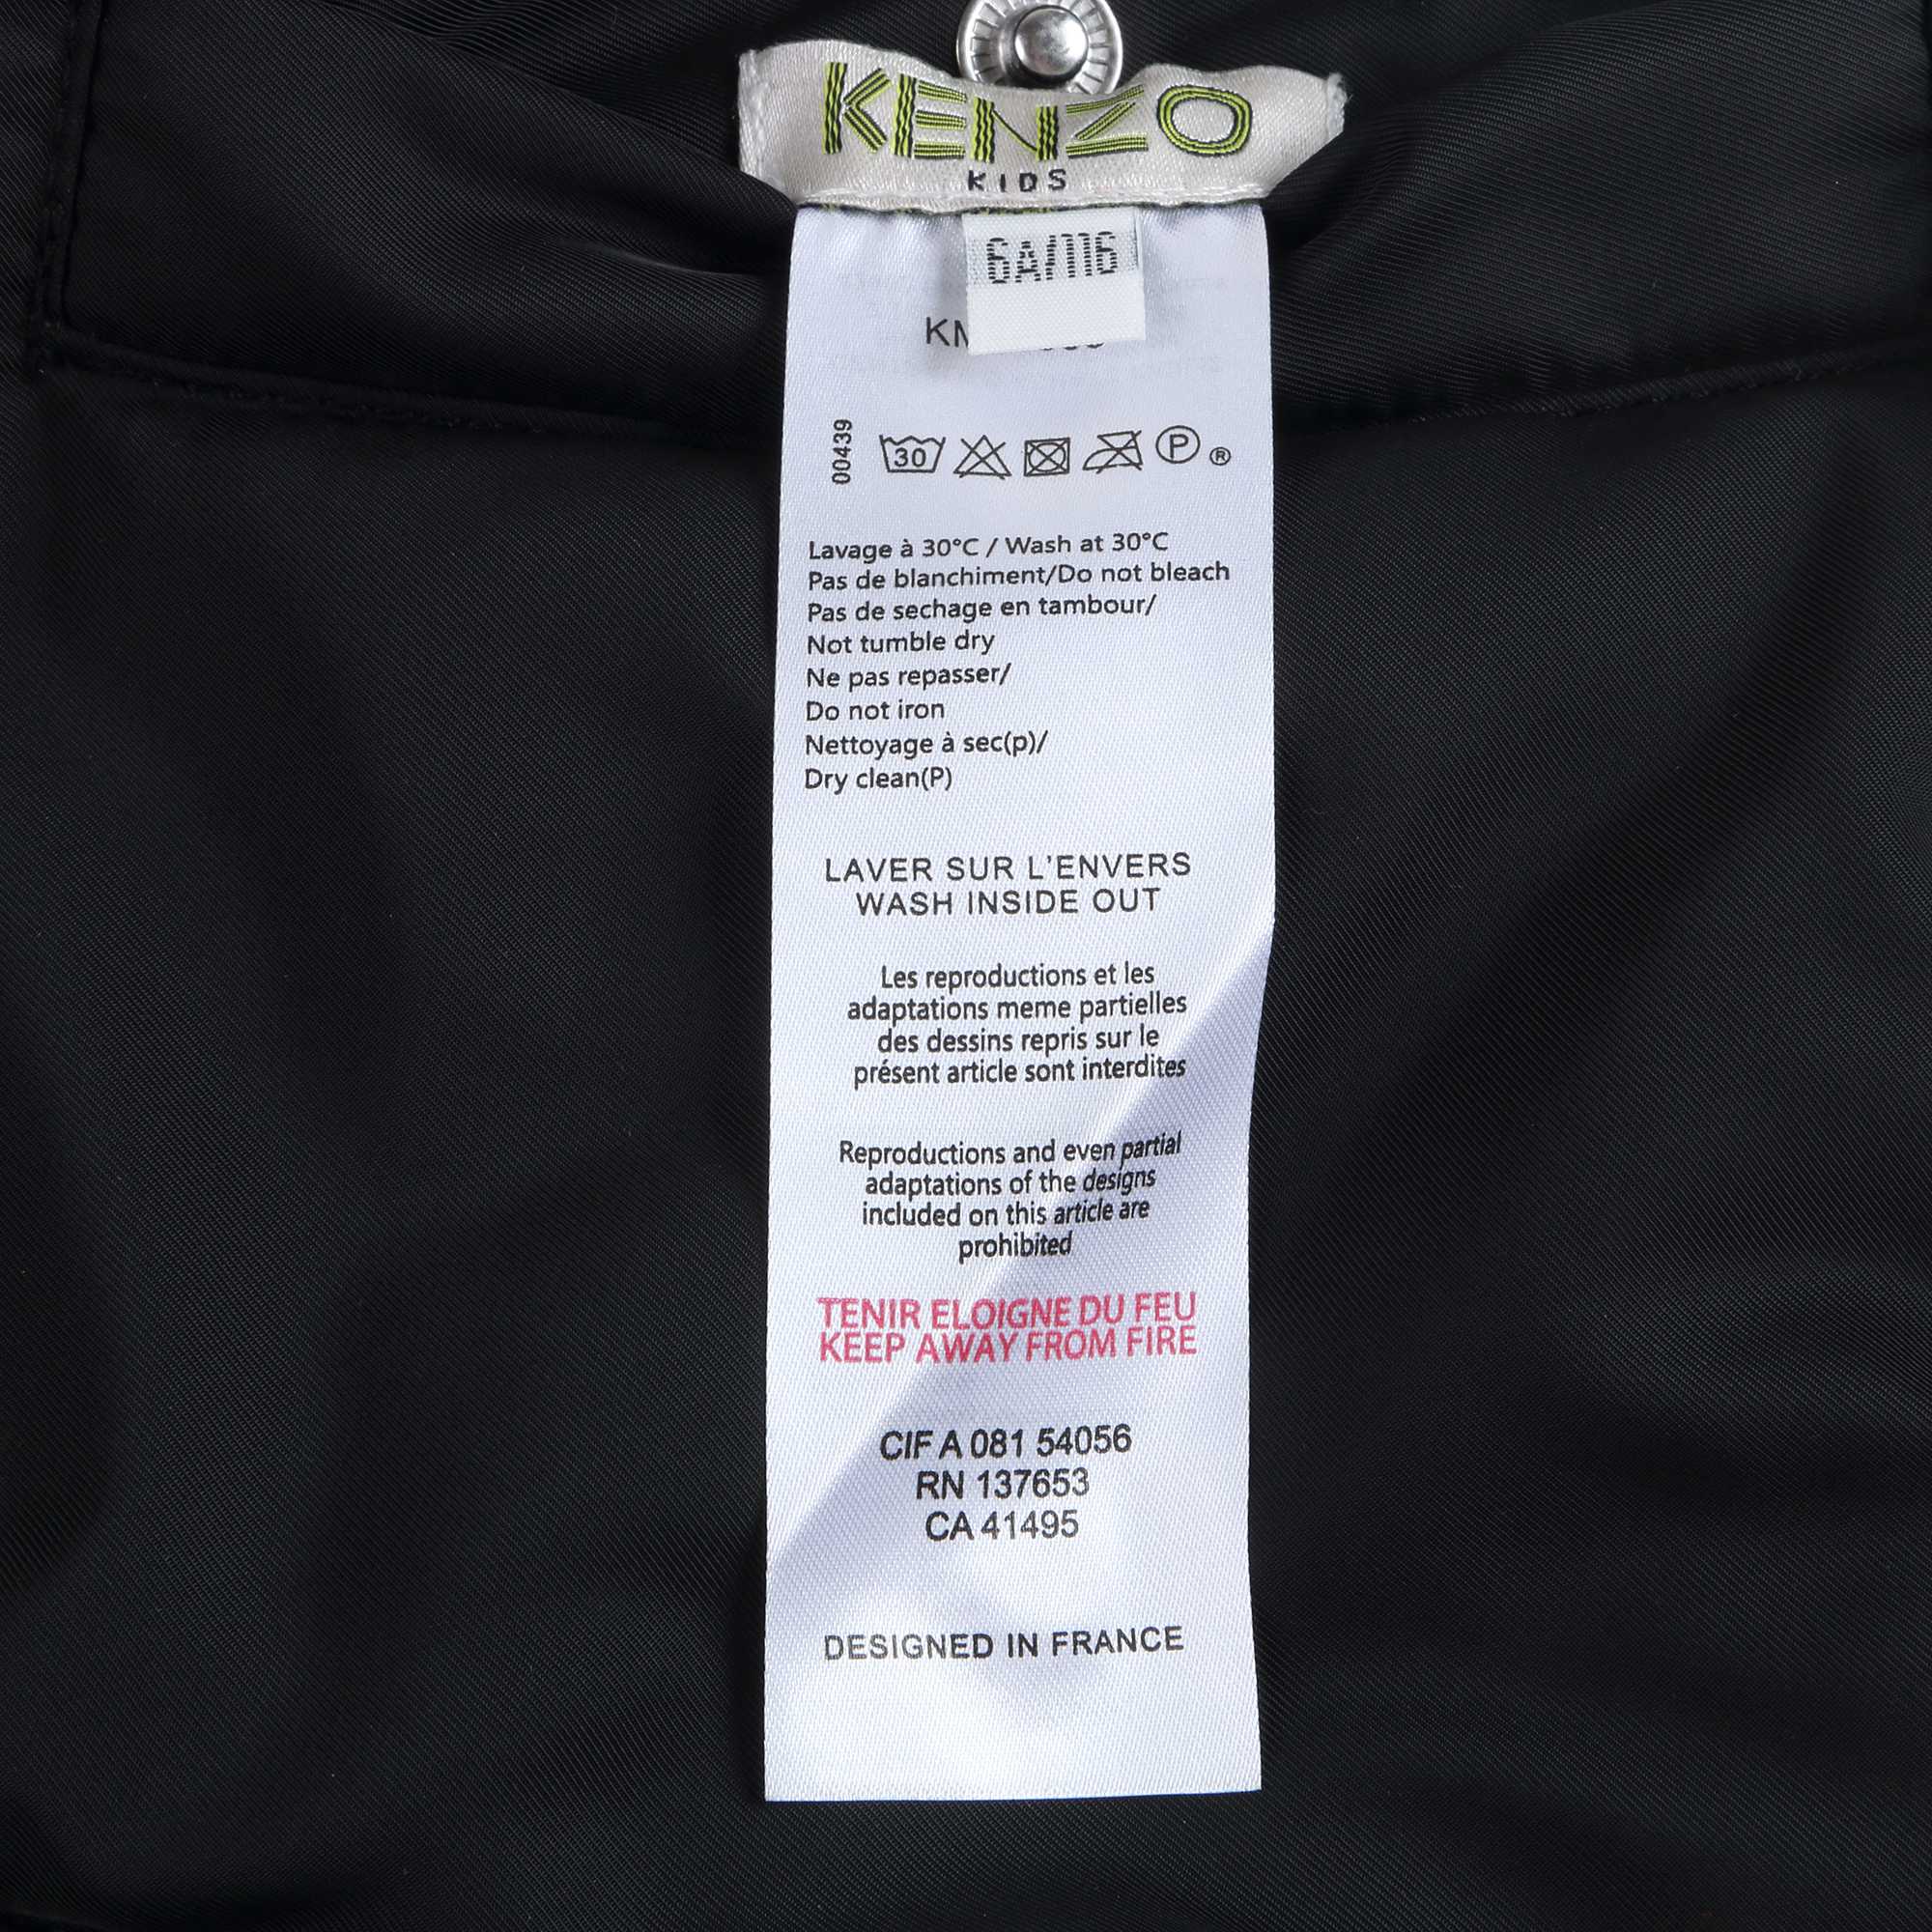 KENZO
KIDS
6A/116
00439
30 P ®
Lavage à 30°C / Wash at 30°C
Pas de blanchiment/Do not bleach
Pas de sechage en tambour/
Not tumble dry
Ne pas repasser/
Do not iron
Nettoyage à sec(p)/
Dry clean(P)
LAVER SUR L'ENVERS
WASH INSIDE OUT
Les reproductions et les
adaptations meme partielles
des dessins repris sur le
présent article sont interdites
Reproductions and even partial
adaptations of the designs
included on this article are
prohibited
TENIR ELOIGNE DU FEU
KEEP AWAY FROM FIRE
CIF A 081 54056
RN 137653
CA 41495
DESIGNED IN FRANCE